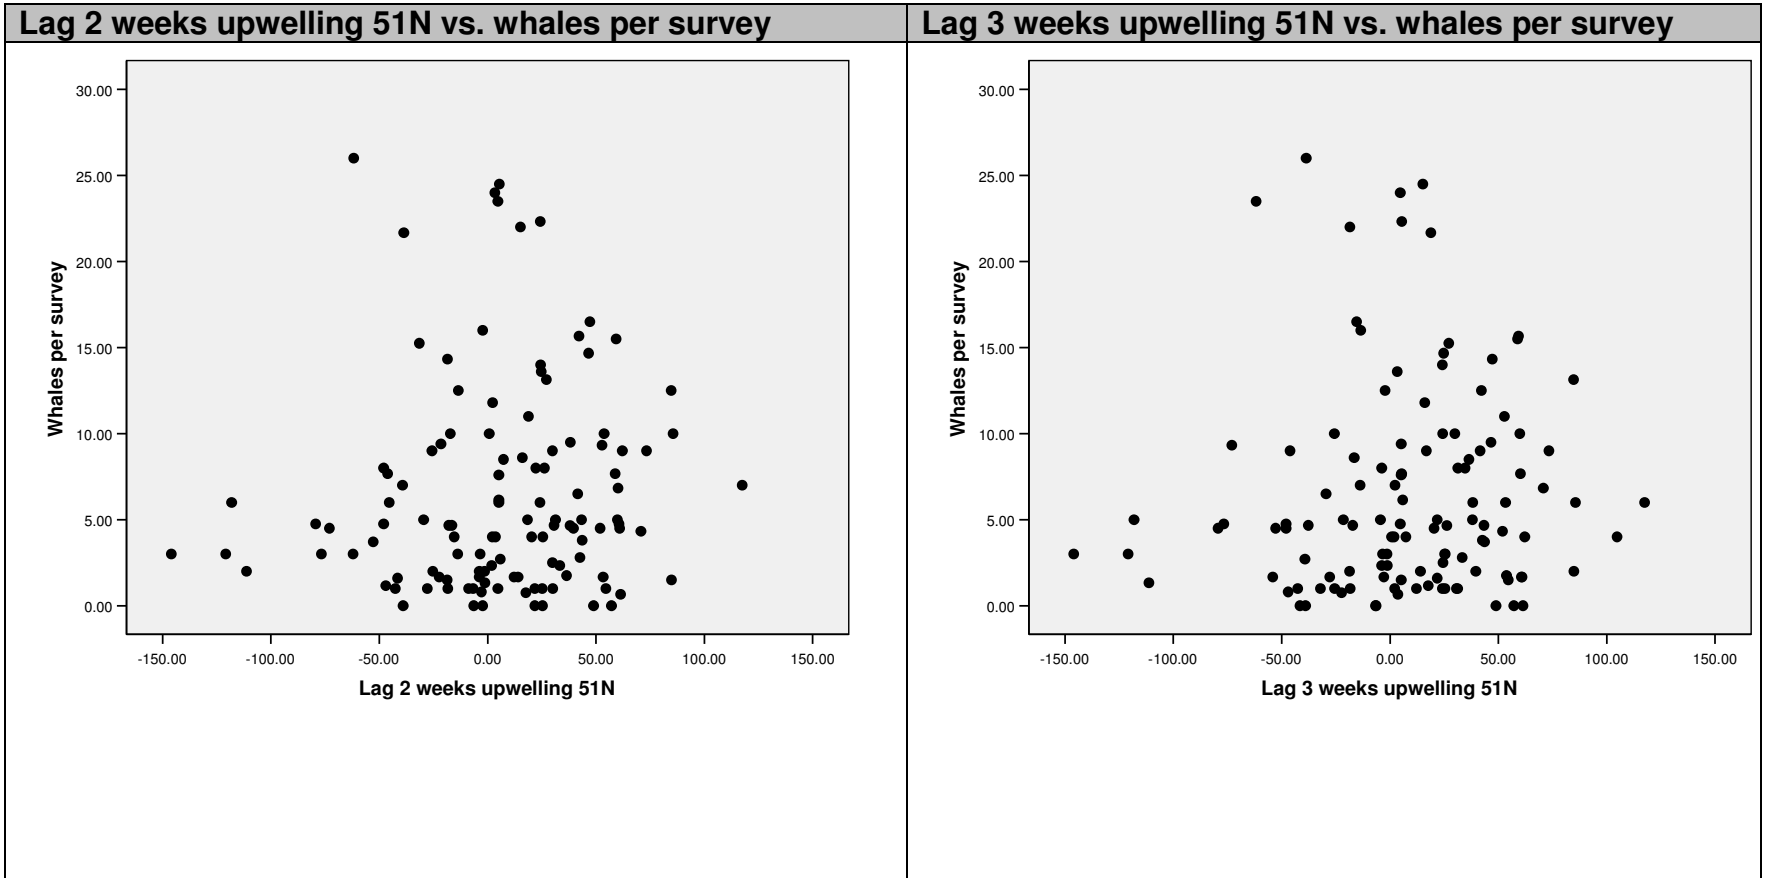 Lag 2 weeks upwelling 51N vs. whales per survey
30.00
25.00
20.00
15.00
10.00
5.00
0.00
Whales per survey
-150.00 -100.00 -50.00 0.00 50.00 100.00 150.00
Lag 2 weeks upwelling 51N
Lag 3 weeks upwelling 51N vs. whales per survey
30.00
25.00
20.00
15.00
10.00
5.00
0.00
Whales per survey
-150.00 -100.00 -50.00 0.00 50.00 100.00 150.00
Lag 3 weeks upwelling 51N